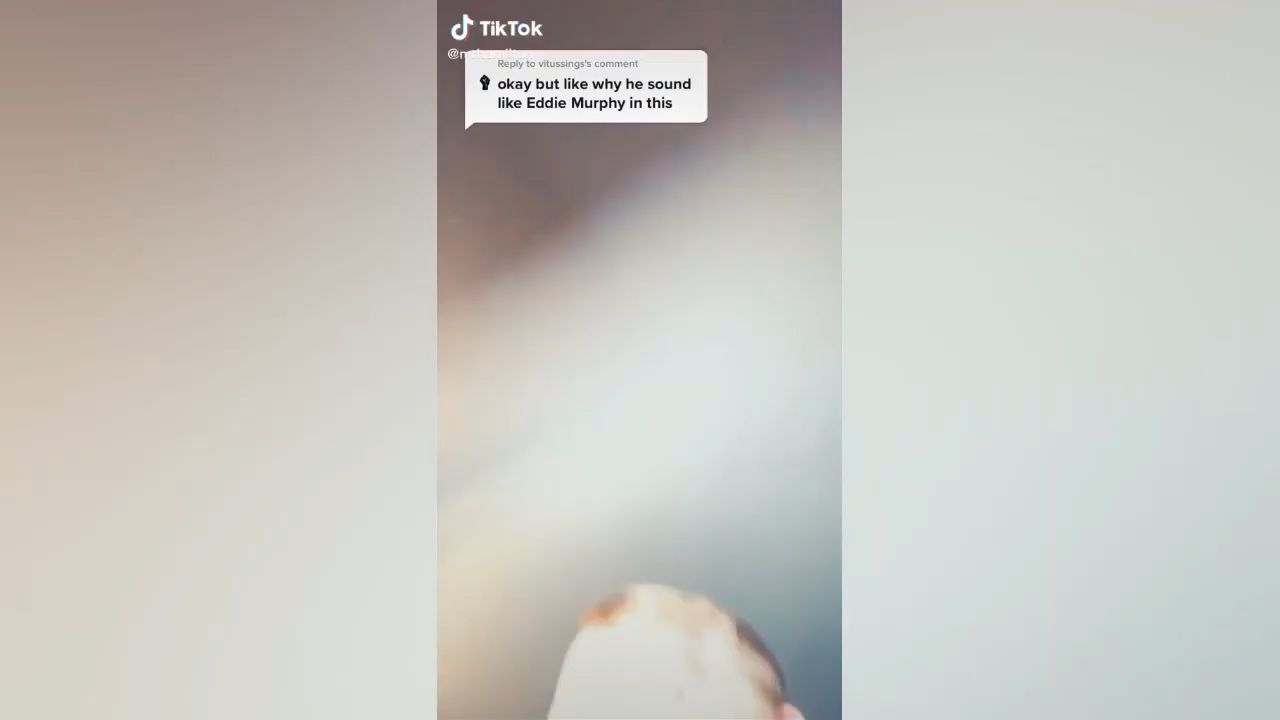 TikTok
Reply to vitussings's comment
okay but like why he sound
like Eddie Murphy in this